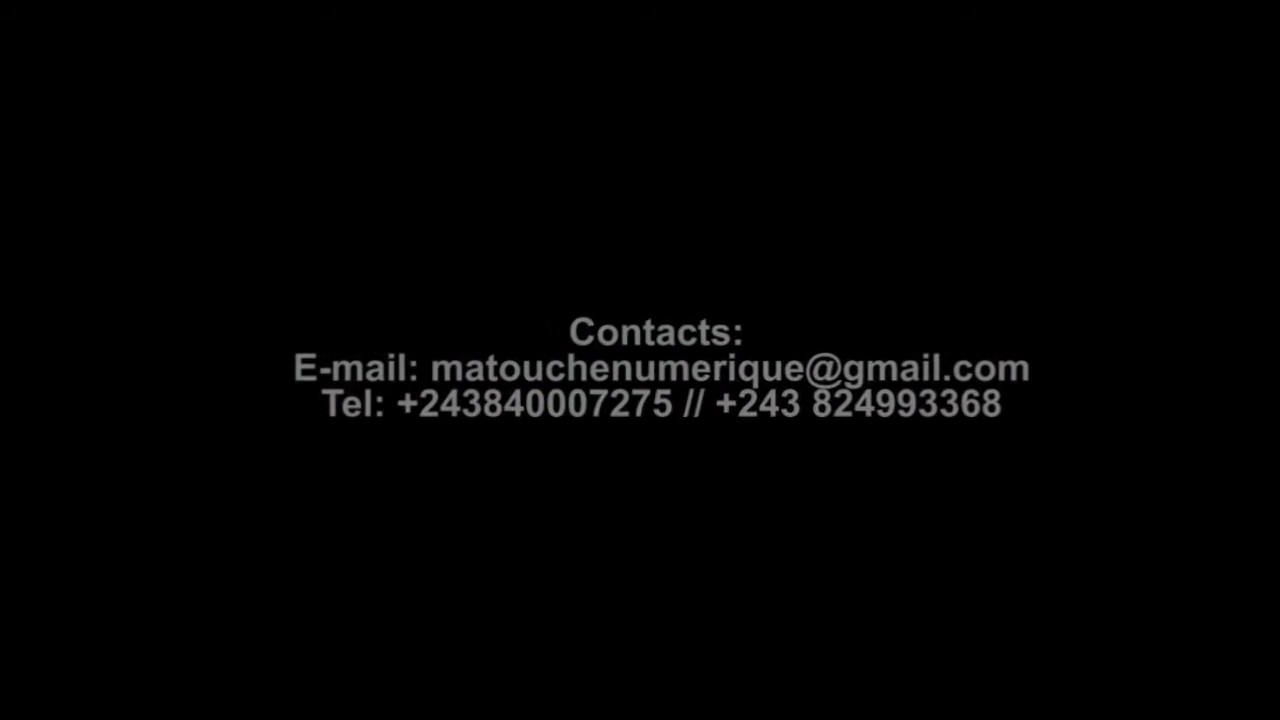 Contacts:
E-mail: matouchenumerique@gmail.com
Tel: +243840007275 // +243 824993368